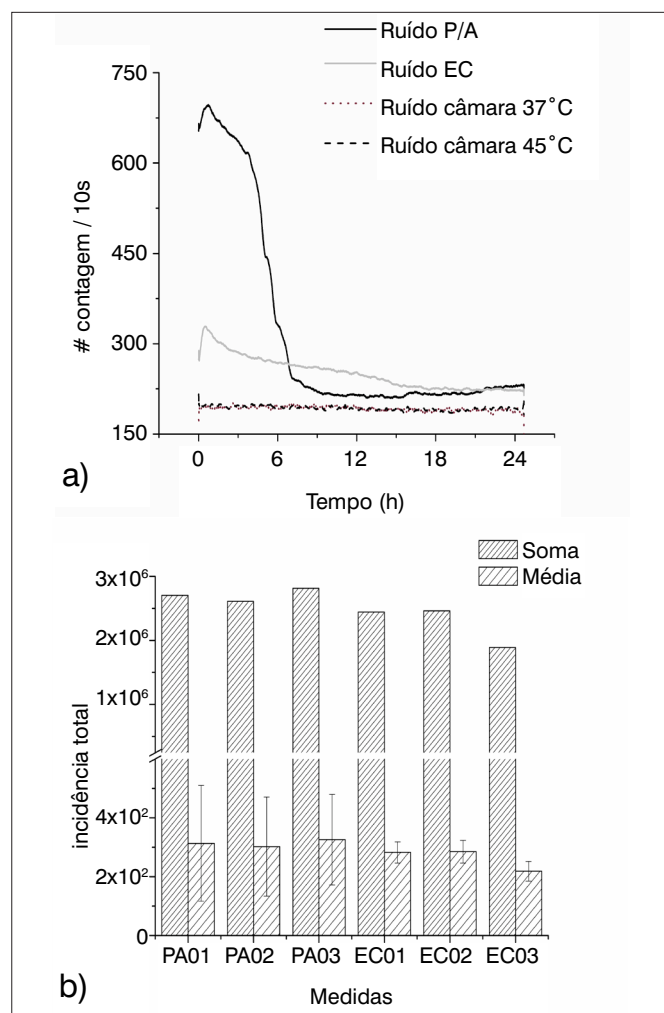 Ruído P/A
Ruído EC
Ruído câmara 37˚C
Ruído câmara 45˚C
750
600
450
300
150
# contagem / 10s
0 6 12 18 24
Tempo (h)
a)
Soma
Média
3x10⁶
2x10⁶
1x10⁶
4x10²
2x10²
0
incidência total
PA01 PA02 PA03 EC01 EC02 EC03
Medidas
b)